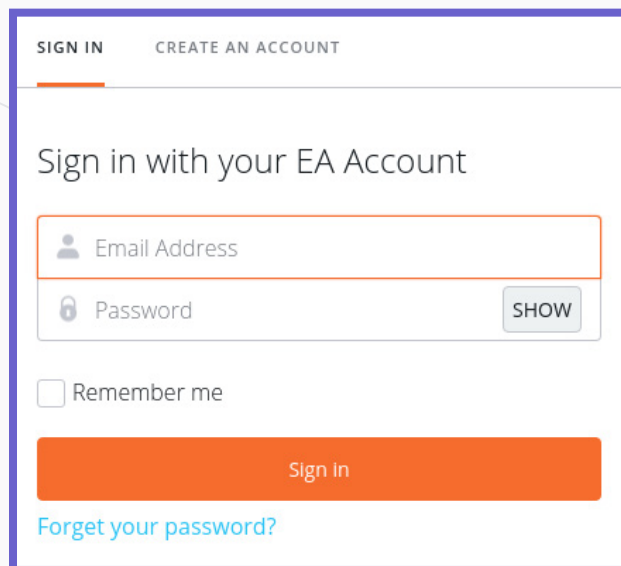 SIGN IN CREATE AN ACCOUNT
Sign in with your EA Account
Email Address
Password SHOW
Remember me
Sign in
Forget your password?